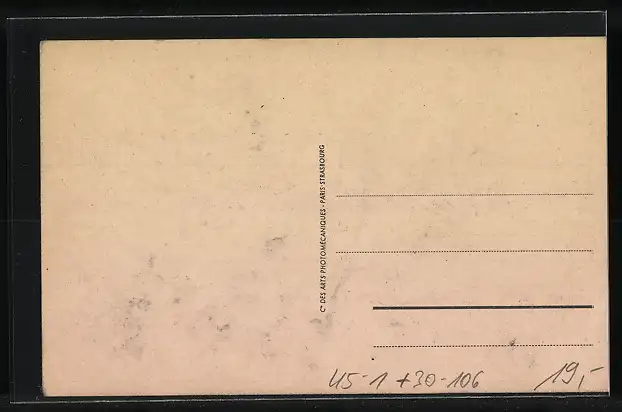 Cie DES ARTS PHOTOMÉCANIQUES - PARIS STRASBOURG
45-1 +30-106
19,-